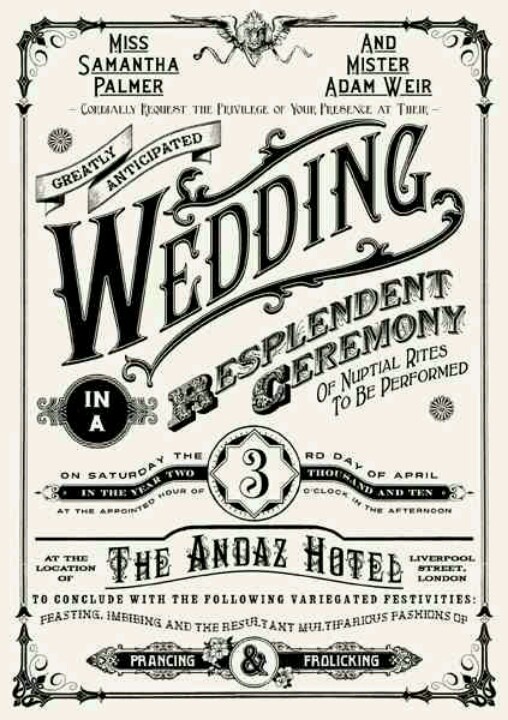 Miss Samantha Palmer
And Mister Adam Weir
– Cordially Request the Privilege of Your Presence at Their –
GREATLY ANTICIPATED
WEDDING
IN A
RESPLENDENT
CEREMONY
Of Nuptial Rites
To Be Performed
ON SATURDAY THE 3 RD DAY OF APRIL
IN THE YEAR TWO THOUSAND AND TEN
AT THE APPOINTED HOUR OF 3 O'CLOCK IN THE AFTERNOON
AT THE LOCATION OF
THE ANDAZ HOTEL
LIVERPOOL STREET, LONDON
TO CONCLUDE WITH THE FOLLOWING VARIEGATED FESTIVITIES:
FEASTING, IMBIBING AND THE RESULTANT MULTIFARIOUS FASHIONS OF
PRANCING & FROLICKING